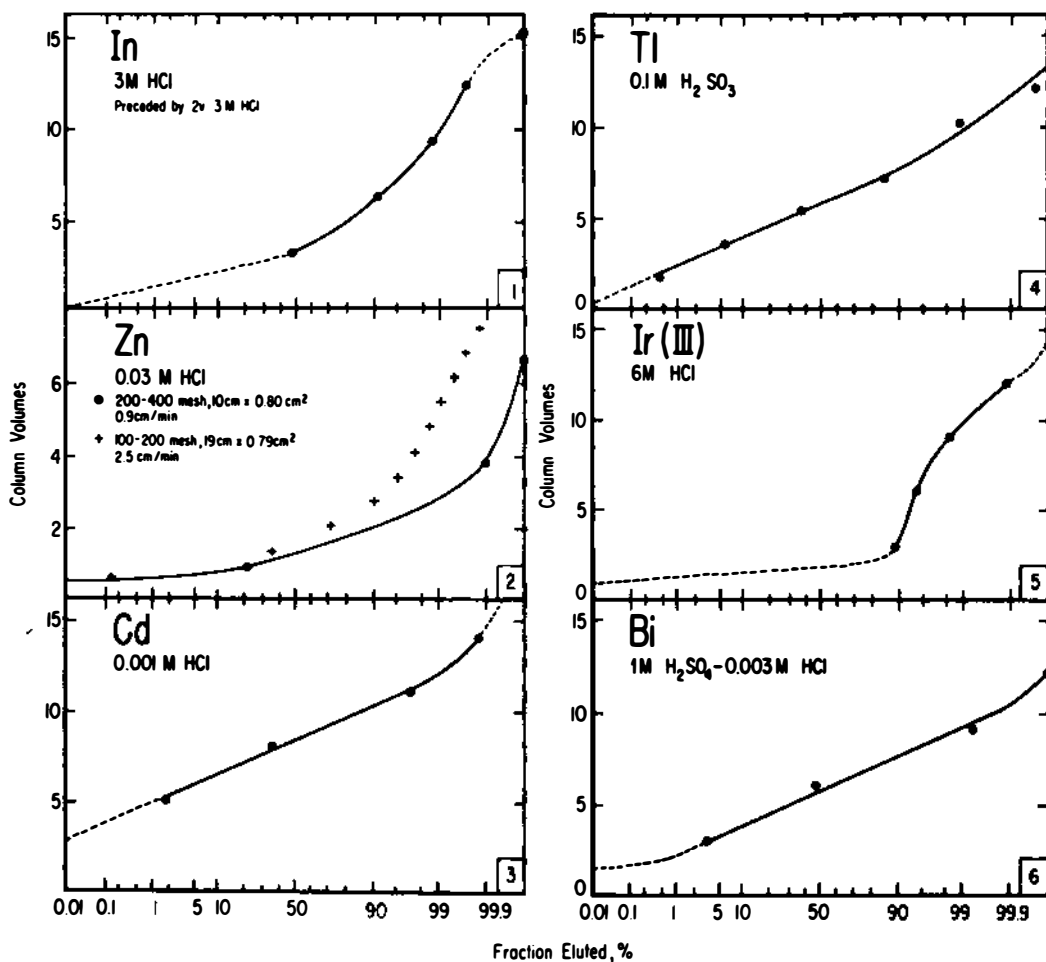 In
3M HCl
Preceded by 2v 3M HCl
15
10
5
1
Zn
0.03 M HCl
● 200-400 mesh, 10cm x 0.80 cm²
0.9cm/min
+ 100-200 mesh, 19cm x 0.79cm²
2.5 cm/min
6
4
2
2
Column Volumes
Cd
0.001 M HCl
15
10
5
3
0.01 0.1 1 5 10 50 90 99 99.9
Tl
0.1 M H₂SO₃
15
10
5
0
4
Ir (III)
6M HCl
15
10
5
0
5
Column Volumes
Bi
1M H₂SO₄-0.003 M HCl
15
10
5
0
6
0.01 0.1 1 5 10 50 90 99 99.9
Fraction Eluted, %